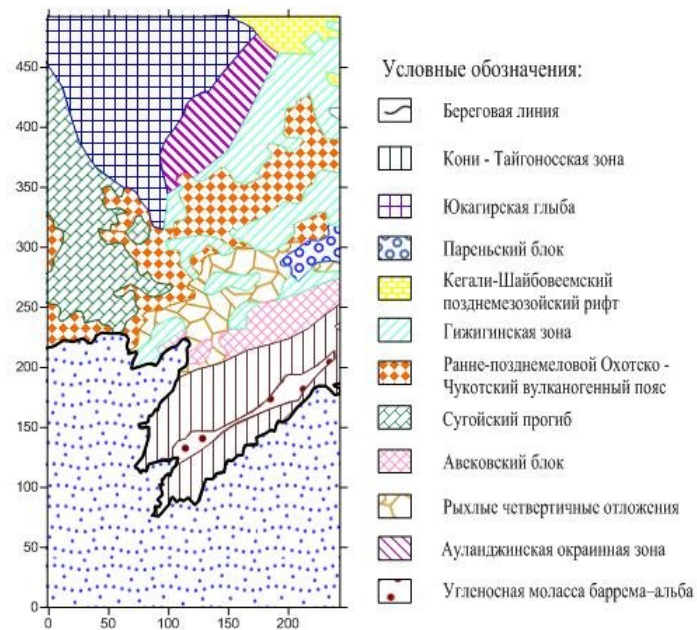 Условные обозначения:
Береговая линия
Кони - Тайгоносская зона
Юкагирская глыба
Пареньский блок
Кегали-Шайбовеемский
позднемезозойский рифт
Гижигинская зона
Ранне-позднемеловой Охотско -
Чукотский вулканогенный пояс
Сугойский прогиб
Авековский блок
Рыхлые четвертичные отложения
Ауланджинская окраинная зона
Угленосная моласса баррема–альба
450
400
350
300
250
200
150
100
50
0
0 50 100 150 200